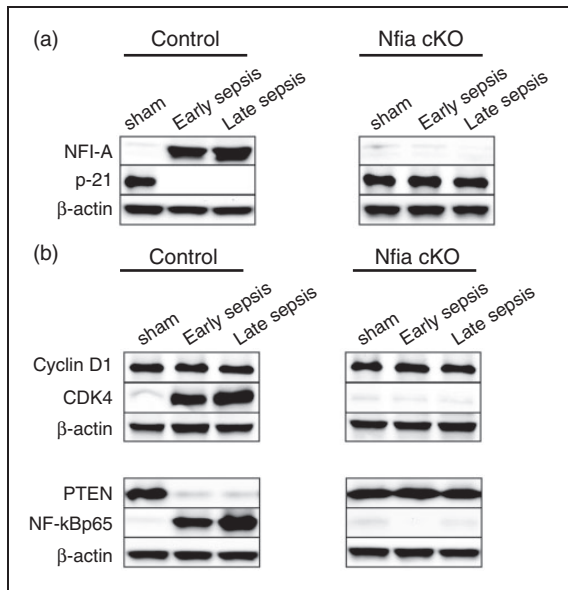 (a)
Control Nfia cKO
sham Early sepsis Late sepsis sham Early sepsis Late sepsis
NFI-A
p-21
β-actin
(b)
Control Nfia cKO
sham Early sepsis Late sepsis sham Early sepsis Late sepsis
Cyclin D1
CDK4
β-actin
PTEN
NF-kBp65
β-actin